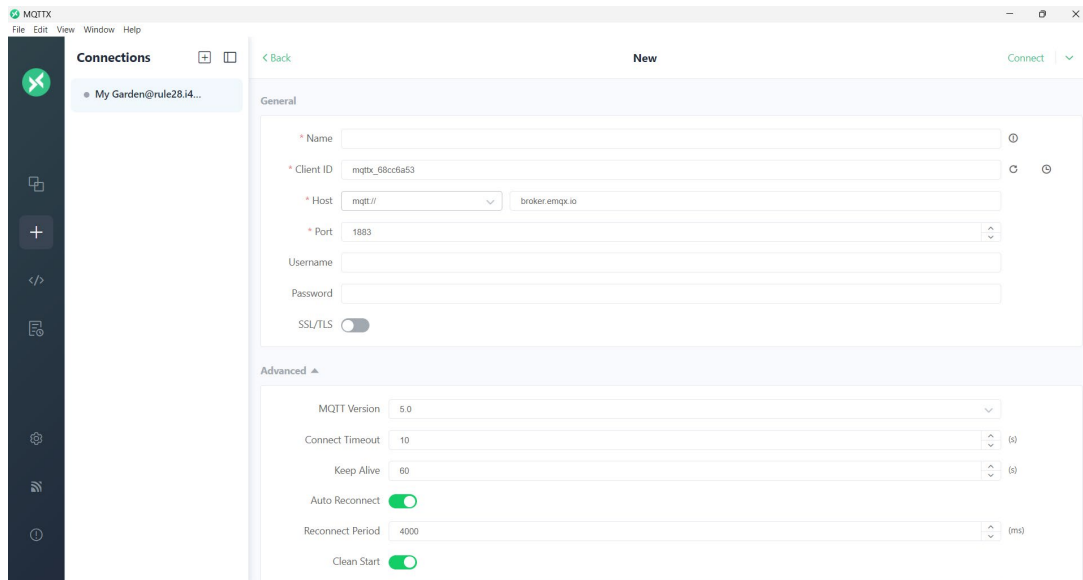 MQTTX
File Edit View Window Help
Connections
My Garden@rule28.i4...
< Back
New
Connect
General
* Name
* Client ID mqttx_68cc6a53
* Host mqtt:// broker.emqx.io
* Port 1883
Username
Password
SSL/TLS
Advanced
MQTT Version 5.0
Connect Timeout 10 (s)
Keep Alive 60 (s)
Auto Reconnect
Reconnect Period 4000 (ms)
Clean Start